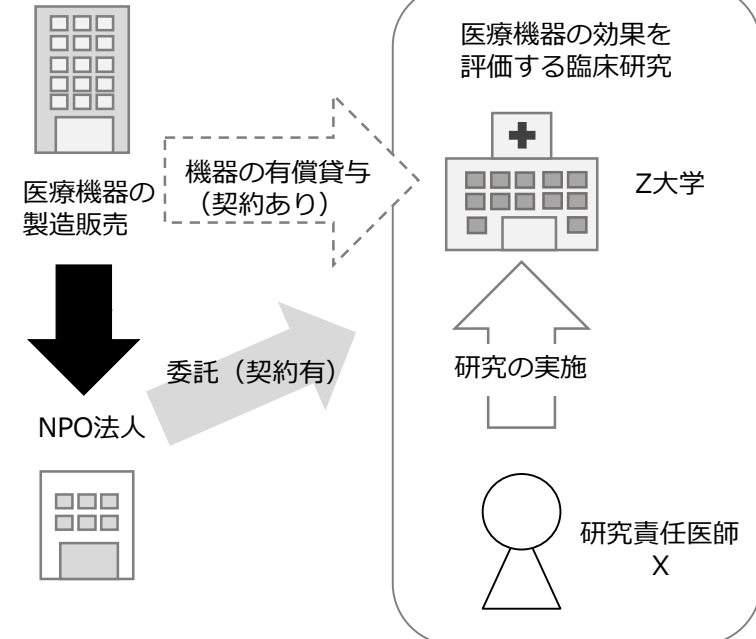 医療機器の効果を
評価する臨床研究
機器の有償貸与
（契約あり）
医療機器の
製造販売
Z大学
委託（契約有）
研究の実施
NPO法人
研究責任医師
X